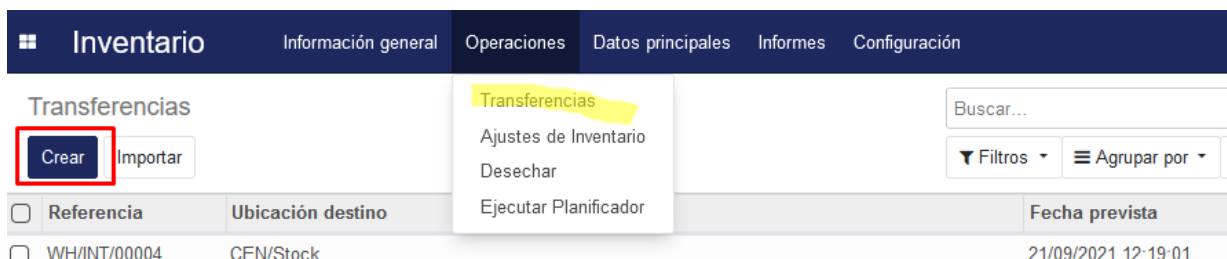 Inventario Información general Operaciones Datos principales Informes Configuración
Transferencias
Transferencias
Buscar...
Ajustes de Inventario
Crear Importar
Filtros Agrupar por
Desechar
Ejecutar Planificador
Referencia Ubicación destino Fecha prevista
WH/INT/00004 CEN/Stock 21/09/2021 12:19:01